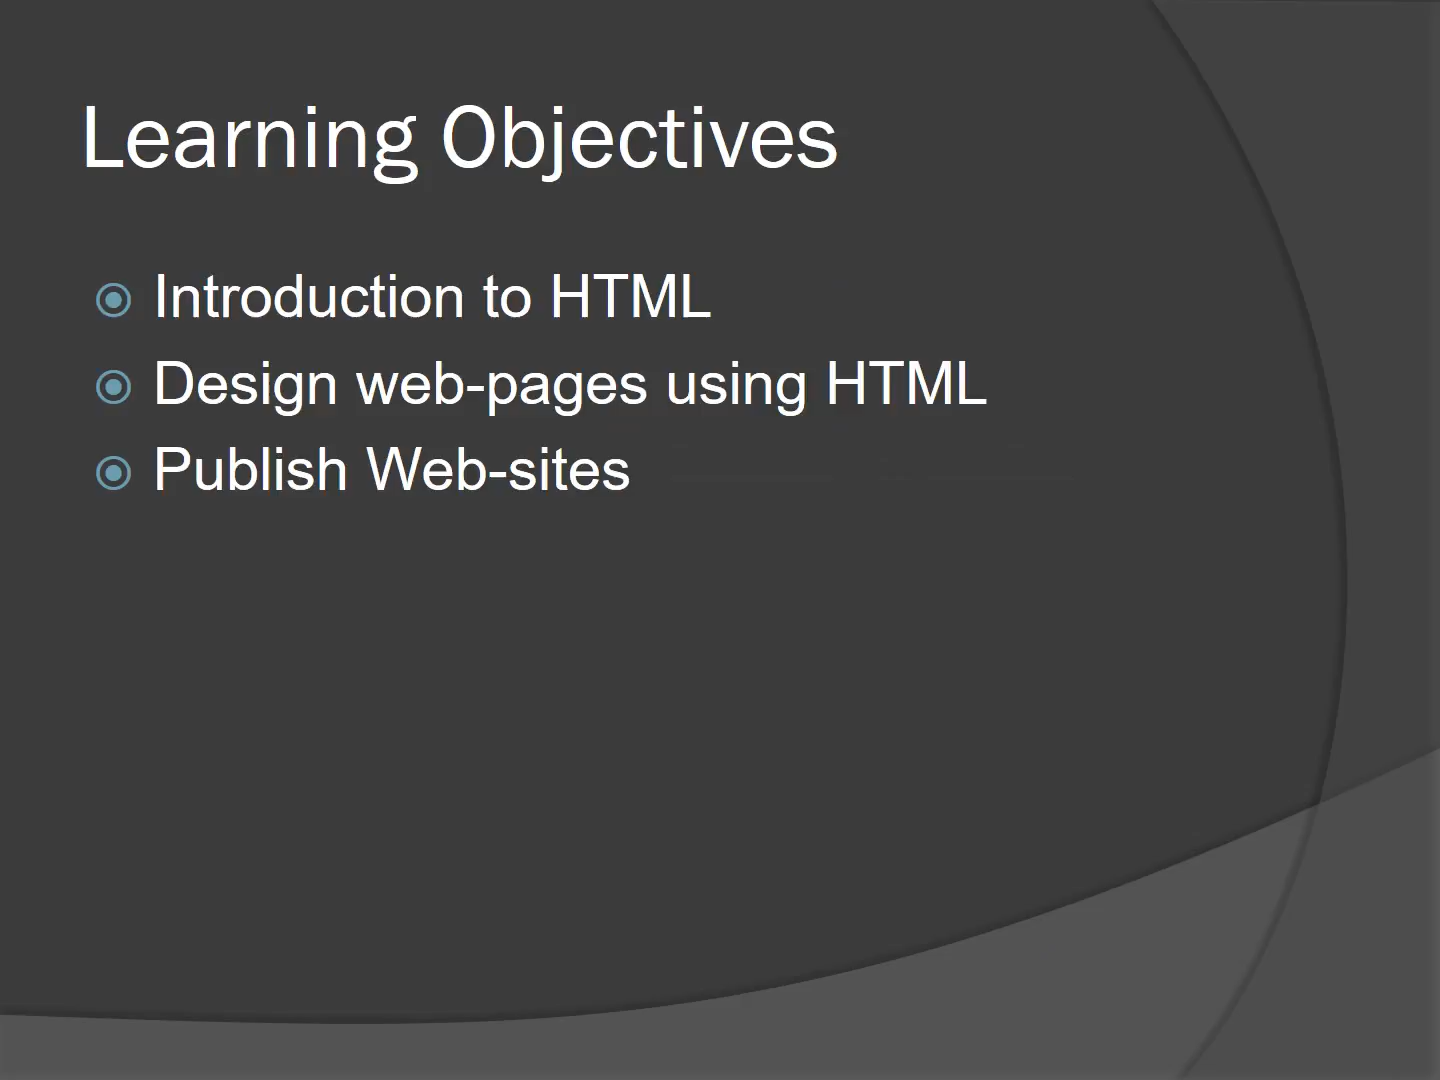 Learning Objectives
Introduction to HTML
Design web-pages using HTML
Publish Web-sites